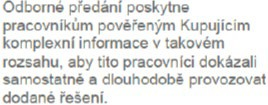 Odborné předání poskytne
pracovníkům pověřeným Kupujícím
komplexní informace v takovém
rozsahu, aby tito pracovníci dokázali
samostatně a dlouhodobě provozovat
dodané řešení.